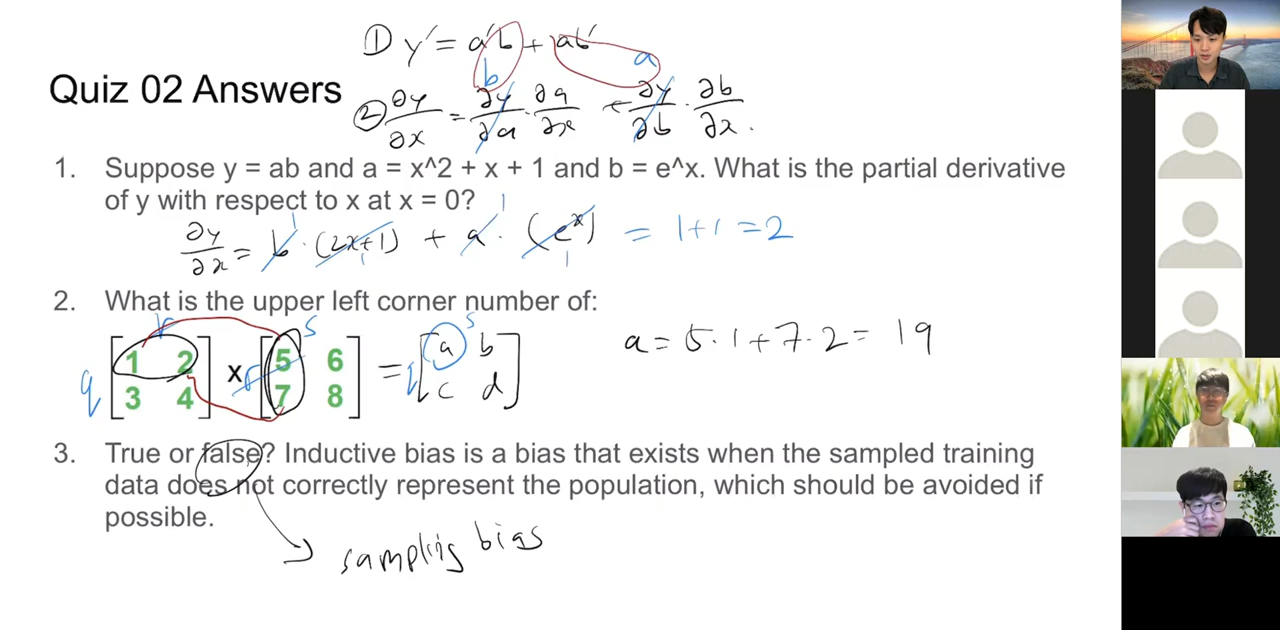 ① y' = a'b + ab'
Quiz 02 Answers
b a
② ∂y/∂x = ∂y/∂a · ∂a/∂x + ∂y/∂b · ∂b/∂x.
1. Suppose y = ab and a = x^2 + x + 1 and b = e^x. What is the partial derivative
of y with respect to x at x = 0?
1 1
∂y/∂x = b · (2x+1) + a · (e^x) = 1+1 = 2
1 1
2. What is the upper left corner number of:
s s
[1 2 x [5 6 = [a b a = 5·1+7·2 = 19
q
3 4] 7 8] c d]
3. True or false? Inductive bias is a bias that exists when the sampled training
data does not correctly represent the population, which should be avoided if
possible.
sampling bias